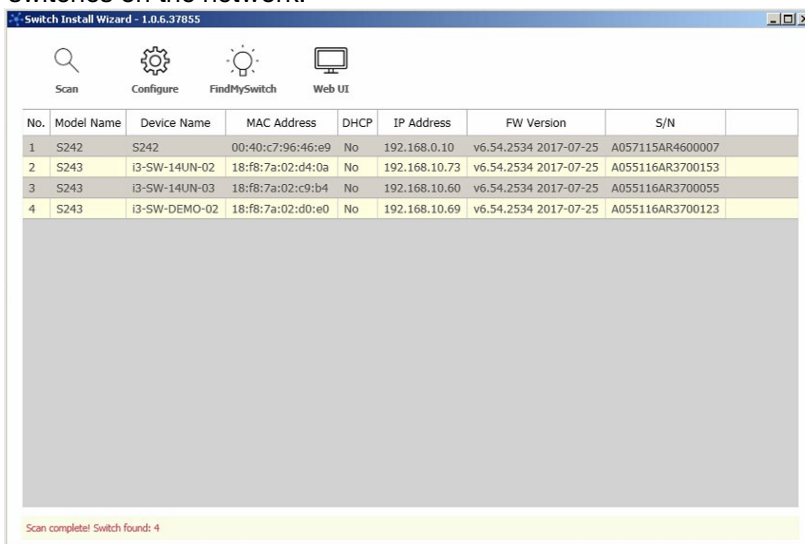 switches on the network.
Switch Install Wizard - 1.0.6.37855
Scan Configure FindMySwitch Web UI
No. Model Name Device Name MAC Address DHCP IP Address FW Version S/N
1 S242 S242 00:40:c7:96:46:e9 No 192.168.0.10 v6.54.2534 2017-07-25 A057115AR4600007
2 S243 i3-SW-14UN-02 18:f8:7a:02:d4:0a No 192.168.10.73 v6.54.2534 2017-07-25 A055116AR3700153
3 S243 i3-SW-14UN-03 18:f8:7a:02:c9:b4 No 192.168.10.60 v6.54.2534 2017-07-25 A055116AR3700055
4 S243 i3-SW-DEMO-02 18:f8:7a:02:d0:e0 No 192.168.10.69 v6.54.2534 2017-07-25 A055116AR3700123
Scan complete! Switch found: 4